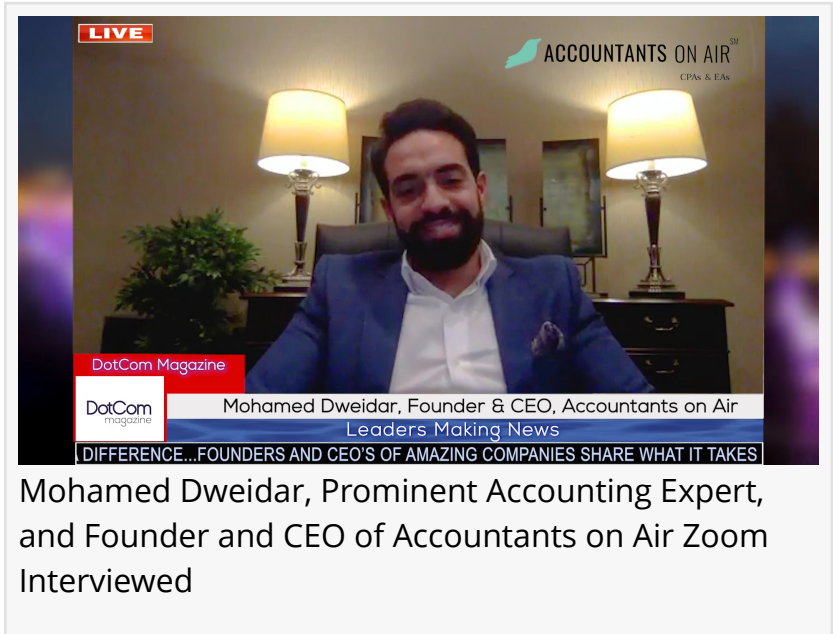 LIVE
ACCOUNTANTS ON AIR SM
CPAs & EAs
DotCom Magazine
DotCom
magazine
Mohamed Dweidar, Founder & CEO, Accountants on Air
Leaders Making News
DIFFERENCE...FOUNDERS AND CEO'S OF AMAZING COMPANIES SHARE WHAT IT TAKES
Mohamed Dweidar, Prominent Accounting Expert,
and Founder and CEO of Accountants on Air Zoom
Interviewed